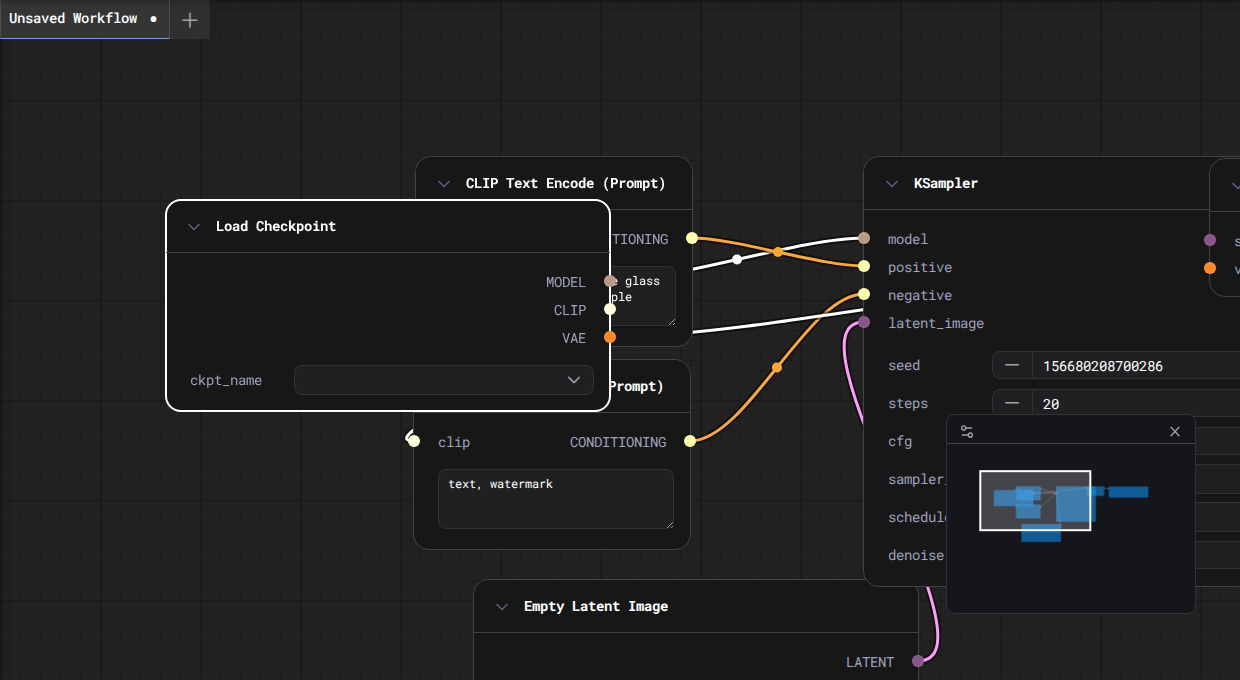 Unsaved Workflow
CLIP Text Encode (Prompt)
KSampler
Load Checkpoint
TIONING
model
positive
negative
latent_image
MODEL
CLIP
VAE
glass
ple
ckpt_name
seed
156680208700286
steps
20
Prompt)
cfg
clip
CONDITIONING
sampler_
text, watermark
schedule
denoise
Empty Latent Image
LATENT